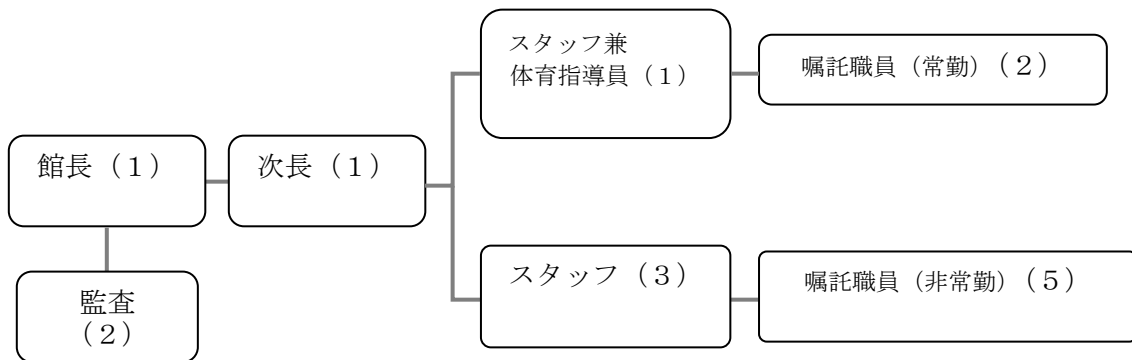 スタッフ兼
体育指導員（１）
嘱託職員（常勤）（２）
館長（１）
次長（１）
スタッフ（３）
嘱託職員（非常勤）（５）
監査
（２）